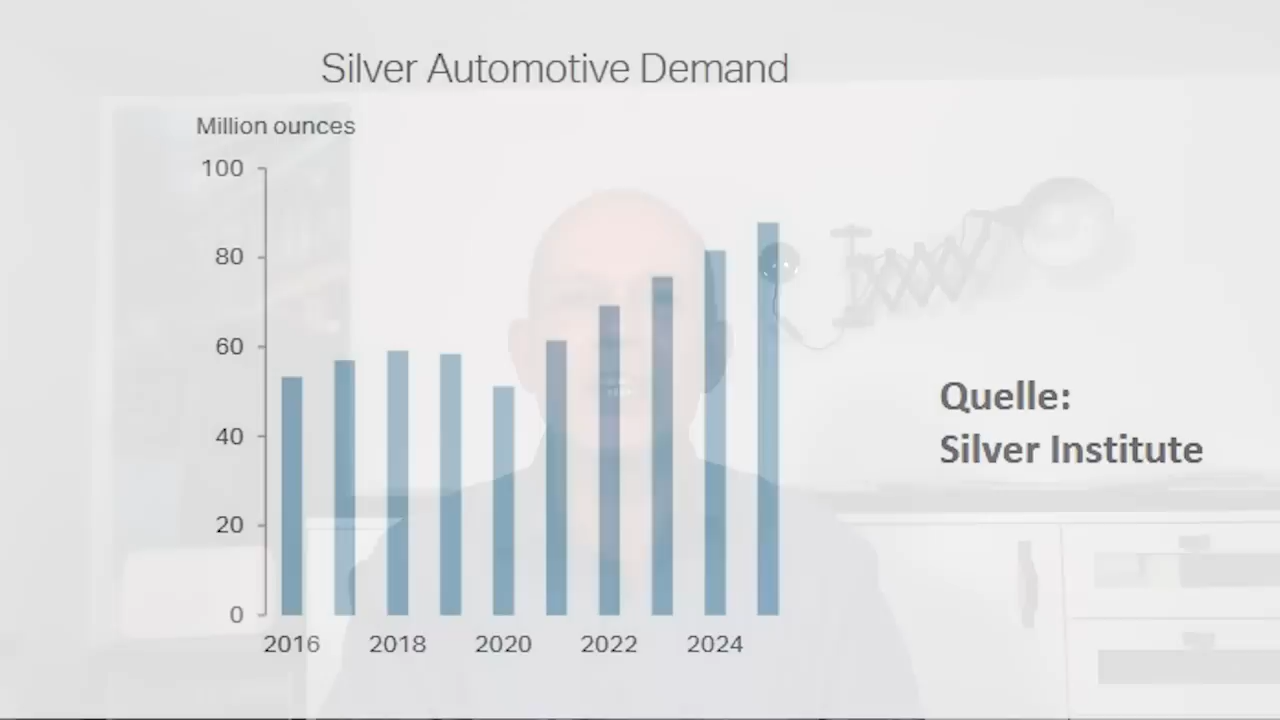 Silver Automotive Demand
Million ounces
100
80
60
40
20
0
2016 2018 2020 2022 2024
Quelle:
Silver Institute